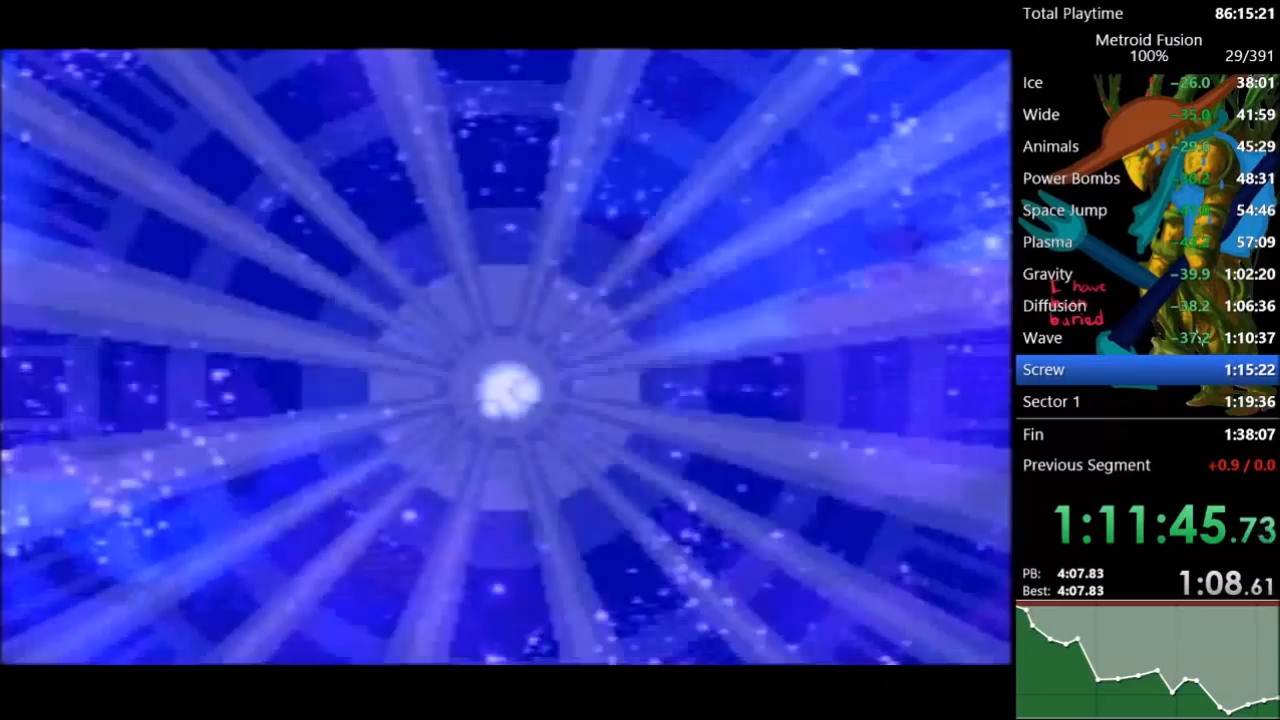 Total Playtime 86:15:21
Metroid Fusion
100% 29/391
Ice −26.0 38:01
Wide −35.0 41:59
Animals 45:29
Power Bombs 48:31
Space Jump 54:46
Plasma 57:09
Gravity −39.9 1:02:20
I have
Diffusion −38.2 1:06:36
buried
Wave −37.2 1:10:37
Screw 1:15:22
Sector 1 1:19:36
Fin 1:38:07
Previous Segment +0.9 / 0.0
1:11:45.73
PB: 4:07.83
Best: 4:07.83
1:08.61